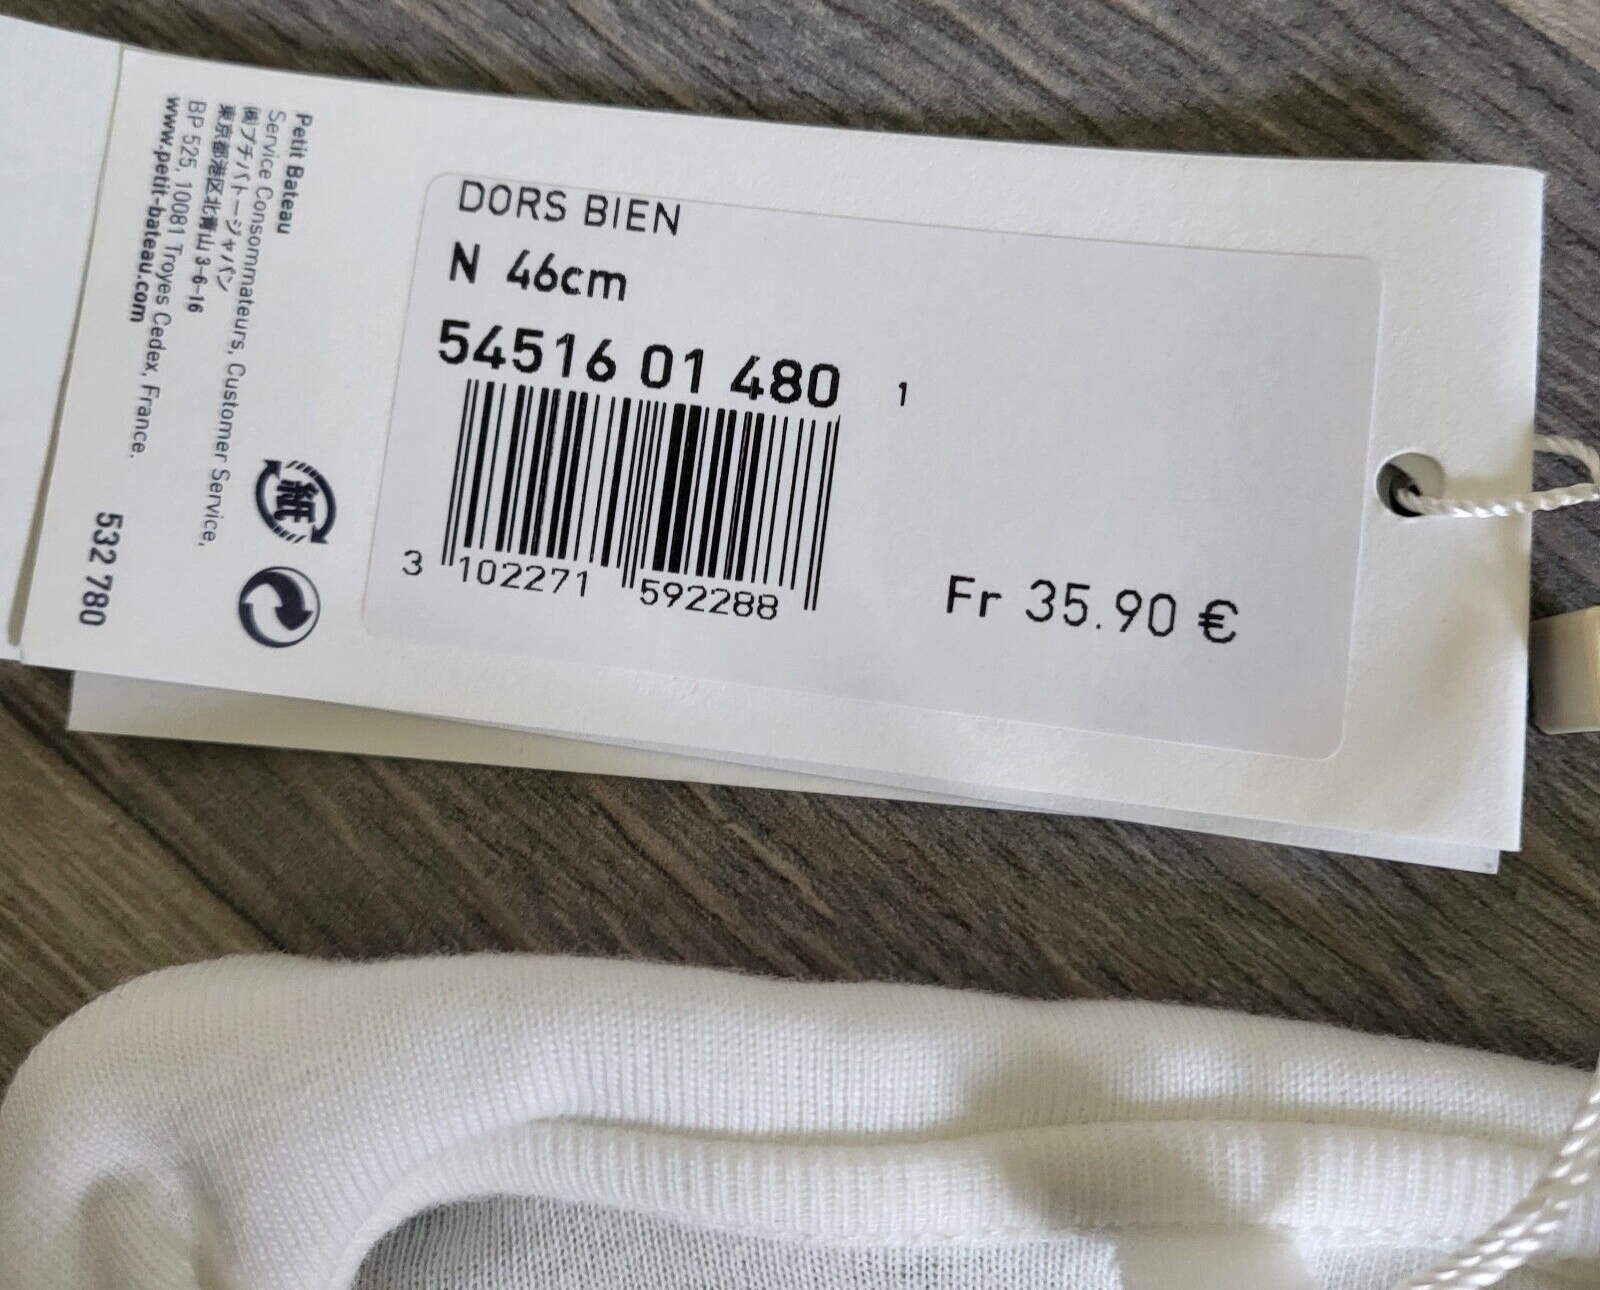 DORS BIEN
N 46cm
54516 01 480 1
3 102271 592288
Fr 35.90 €
Petit Bateau
Service Consommateurs, Customer Service,
㈱プチバトージャパン
東京都港区北青山 3-6-16
BP 525, 10081 Troyes Cedex, France.
www.petit-bateau.com
532 780
紙